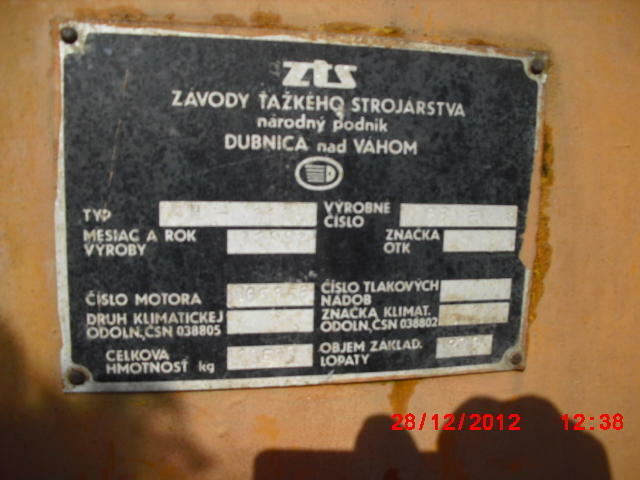 zts
ZÁVODY ŤAŽKÉHO STROJÁRSTVA
národný podnik
DUBNICA nad VÁHOM
TYP
VÝROBNÉ ČÍSLO
MESIAC A ROK VÝROBY
ZNAČKA OTK
ČÍSLO MOTORA
ČÍSLO TLAKOVÝCH NÁDOB
DRUH KLIMATICKEJ ODOLN, ČSN 038805
ZNAČKA KLIMAT. ODOLN, ČSN 038802
CELKOVÁ HMOTNOSŤ kg
OBJEM ZÁKLAD. LOPATY
28/12/2012 12:38